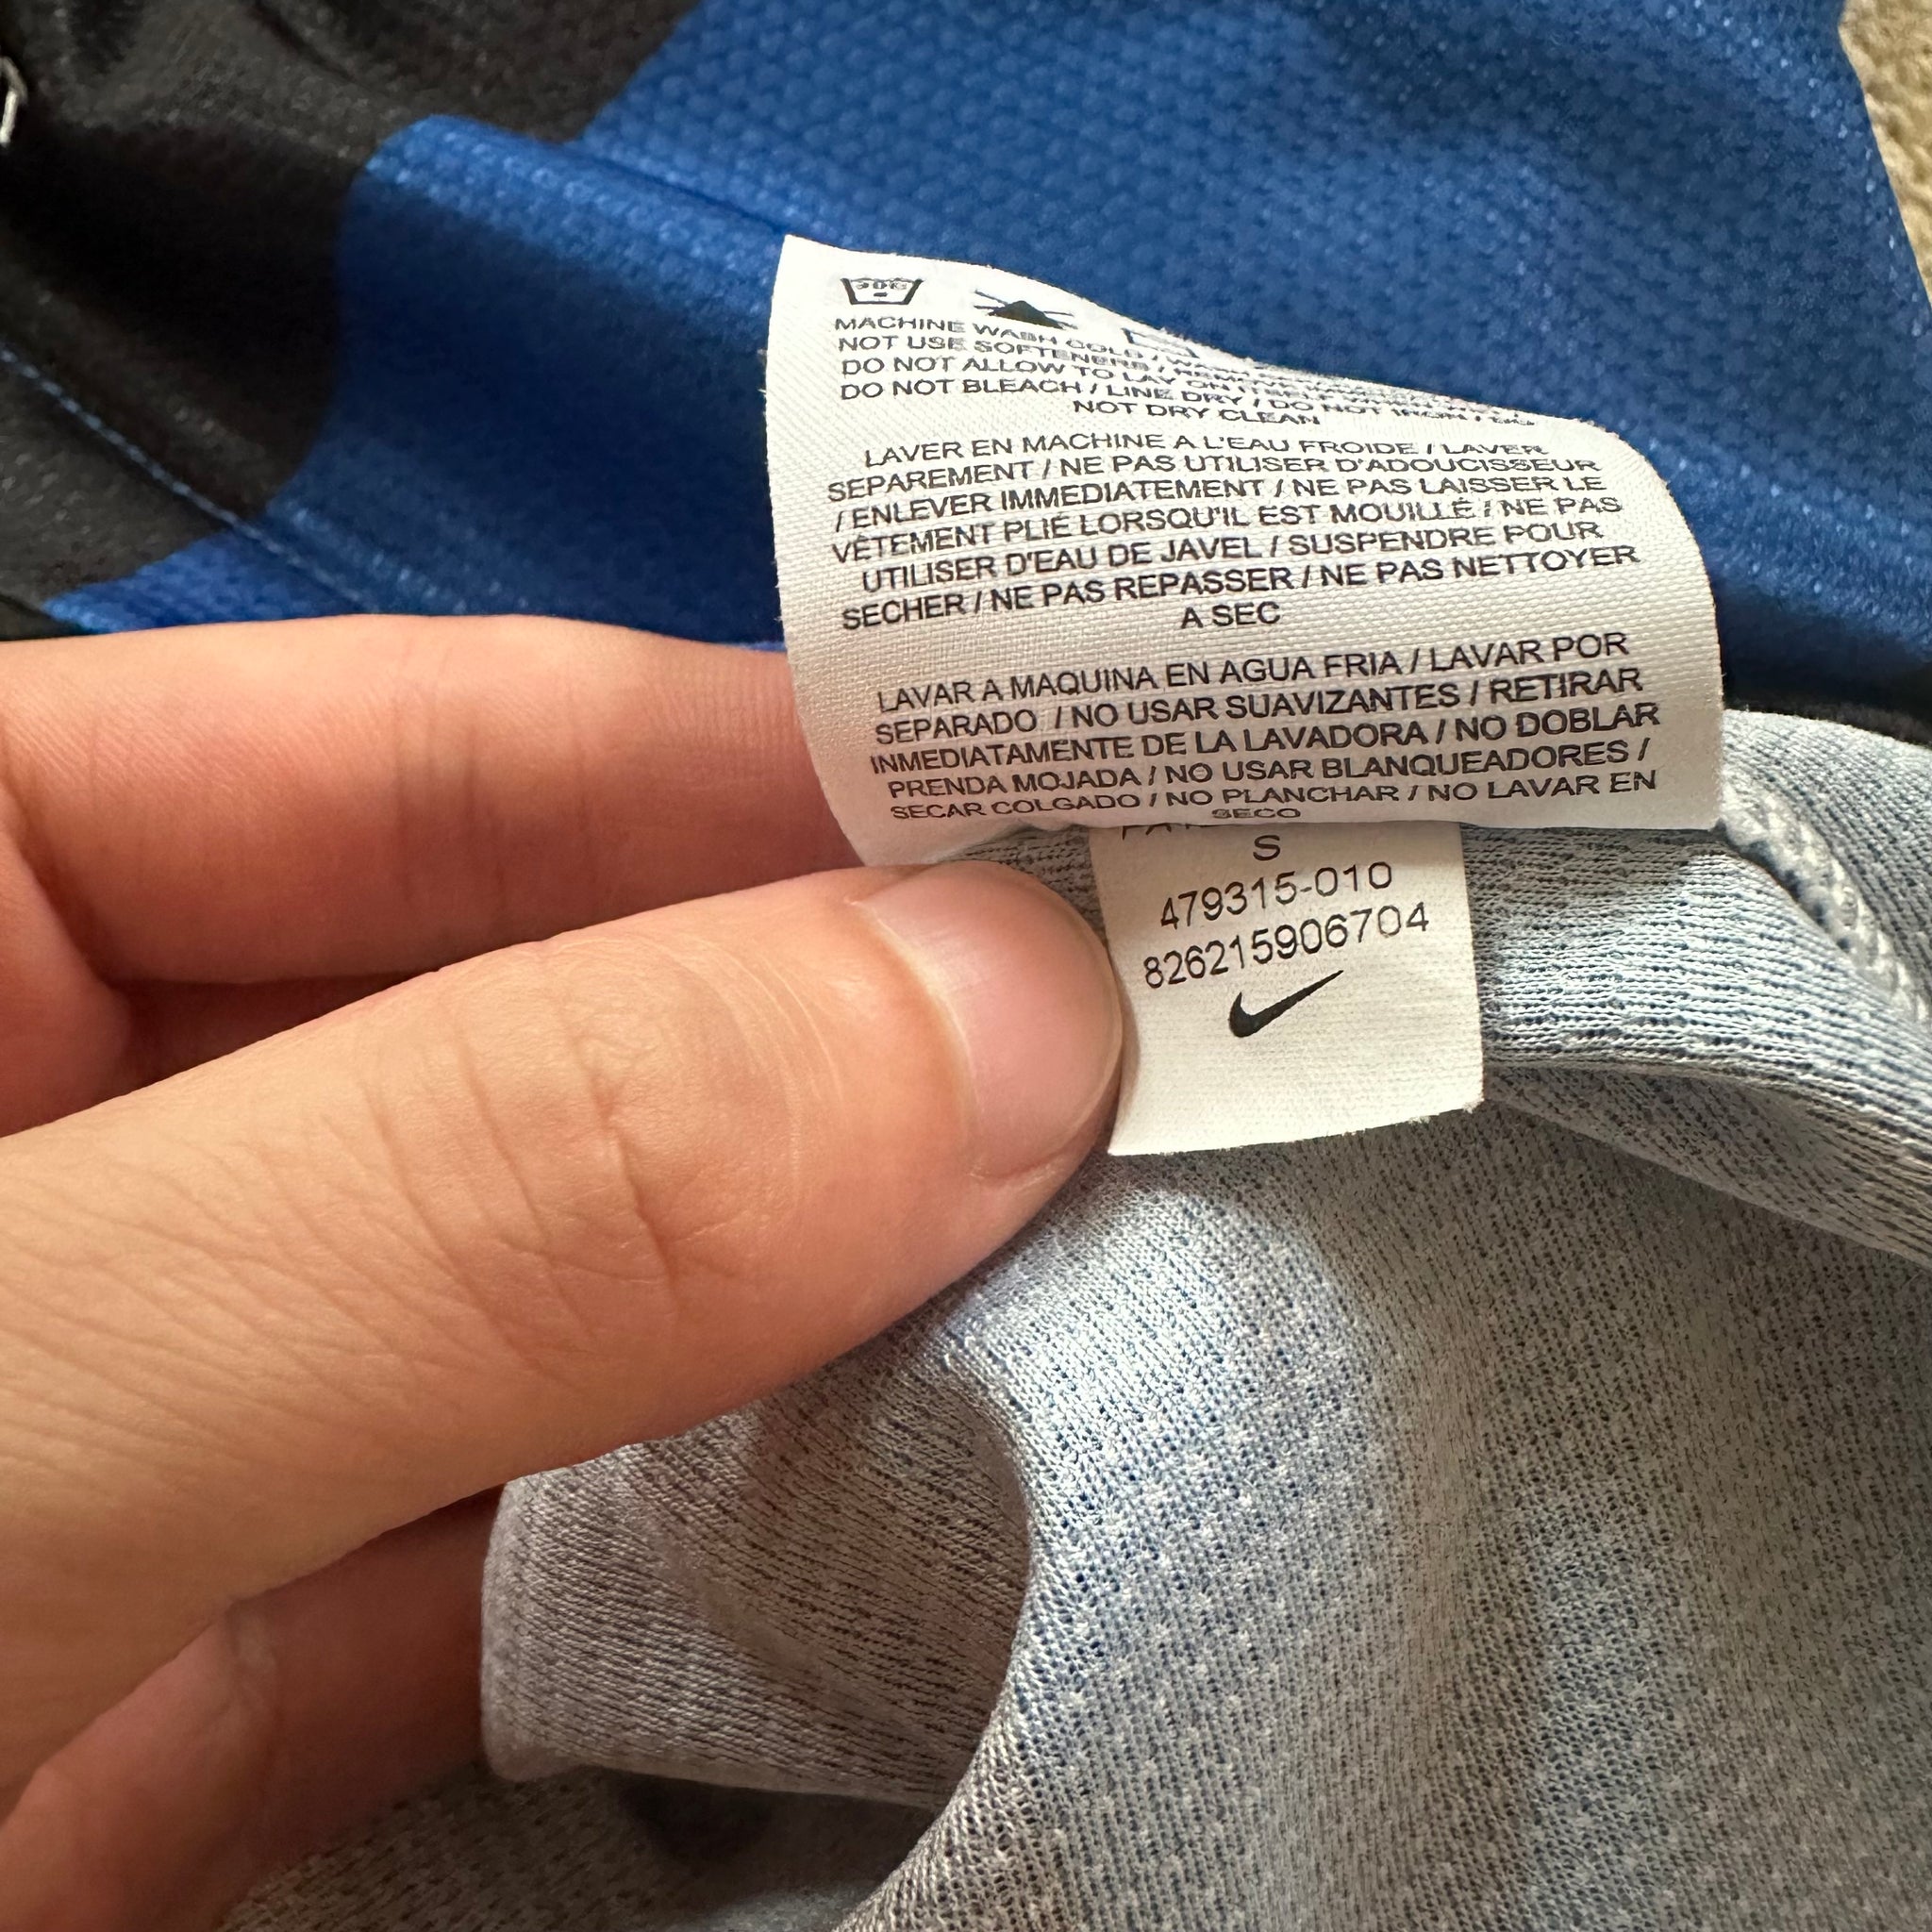 MACHINE WASH COLD /
NOT USE SOFTENERS / REMOVE
DO NOT ALLOW TO LAY ON ITSELF WHEN WET
DO NOT BLEACH / LINE DRY / DO NOT IRON /
NOT DRY CLEAN
LAVER EN MACHINE A L'EAU FROIDE / LAVER
SEPAREMENT / NE PAS UTILISER D'ADOUCISSEUR
/ ENLEVER IMMEDIATEMENT / NE PAS LAISSER LE
VÊTEMENT PLIÉ LORSQU'IL EST MOUILLÉ / NE PAS
UTILISER D'EAU DE JAVEL / SUSPENDRE POUR
SECHER / NE PAS REPASSER / NE PAS NETTOYER
A SEC
LAVAR A MAQUINA EN AGUA FRIA / LAVAR POR
SEPARADO / NO USAR SUAVIZANTES / RETIRAR
INMEDIATAMENTE DE LA LAVADORA / NO DOBLAR
PRENDA MOJADA / NO USAR BLANQUEADORES /
SECAR COLGADO / NO PLANCHAR / NO LAVAR EN
SECO
S
479315-010
826215906704